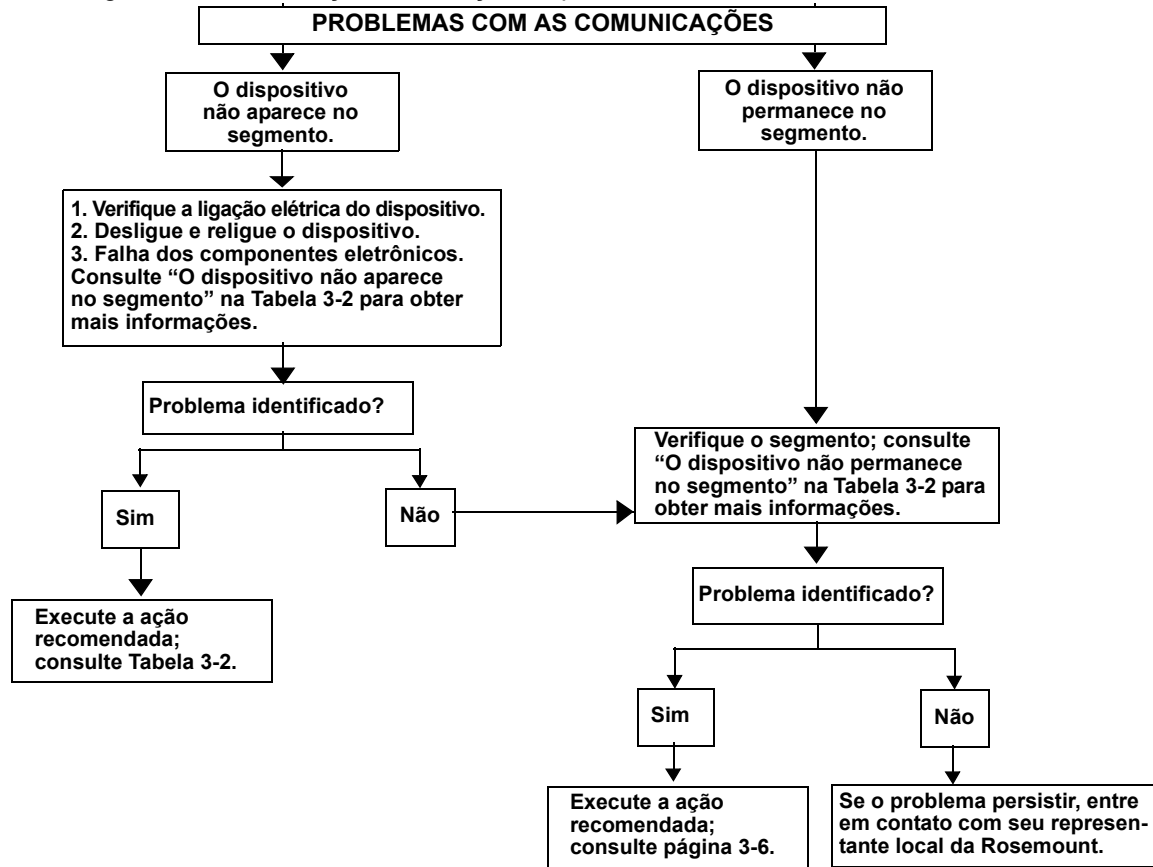 PROBLEMAS COM AS COMUNICAÇÕES
O dispositivo
não aparece no
segmento.
O dispositivo não
permanece no
segmento.
1. Verifique a ligação elétrica do dispositivo.
2. Desligue e religue o dispositivo.
3. Falha dos componentes eletrônicos.
Consulte “O dispositivo não aparece
no segmento” na Tabela 3-2 para obter
mais informações.
Problema identificado?
Verifique o segmento; consulte
“O dispositivo não permanece
no segmento” na Tabela 3-2 para
obter mais informações.
Sim
Não
Execute a ação
recomendada;
consulte Tabela 3-2.
Problema identificado?
Sim
Não
Execute a ação
recomendada;
consulte página 3-6.
Se o problema persistir, entre
em contato com seu represen-
tante local da Rosemount.